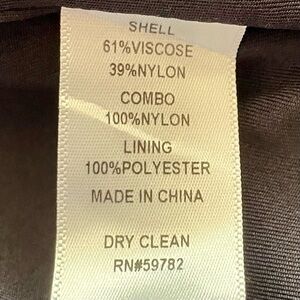 SHELL
61%VISCOSE
39%NYLON
COMBO
100%NYLON
LINING
100%POLYESTER
MADE IN CHINA
DRY CLEAN
RN#59782